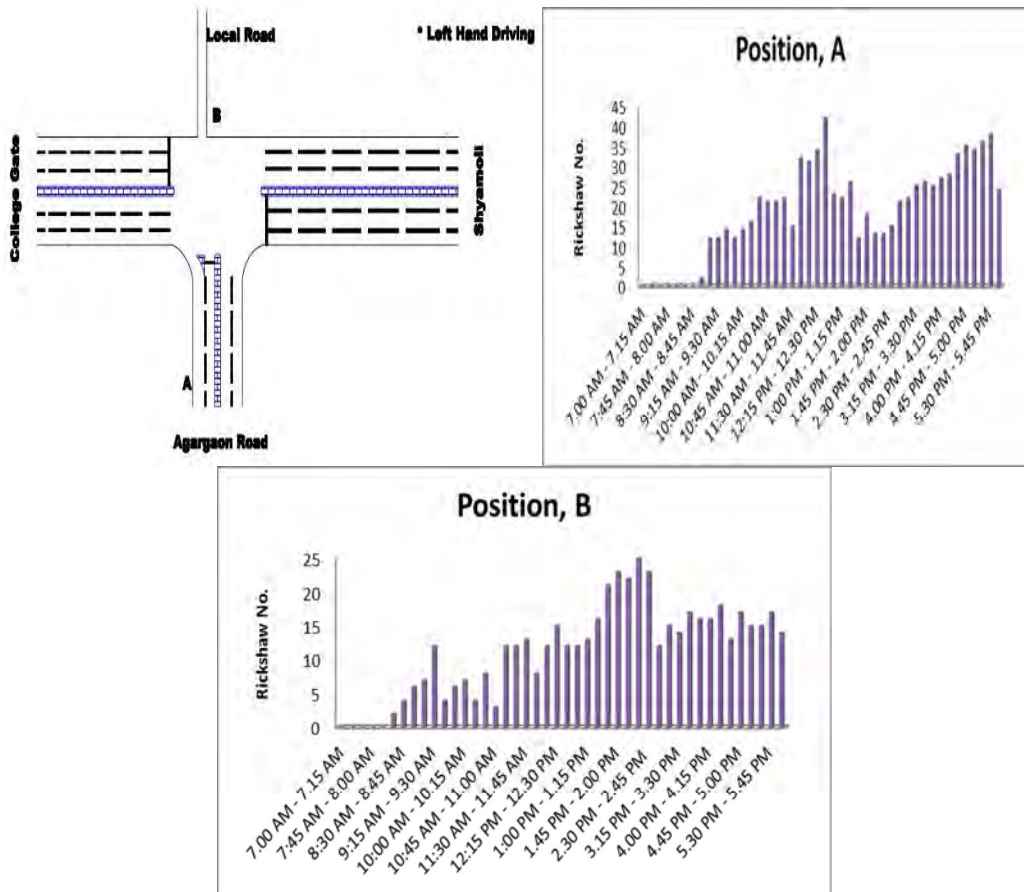 Local Road
* Left Hand Driving
B
College Gate
Shyamoli
A
Agargaon Road
Position, A
Rickshaw No.
45
40
35
30
25
20
15
10
5
0
7.00 AM - 7.15 AM
7:45 AM - 8.00 AM
8:30 AM - 8:45 AM
9:15 AM - 9.30 AM
10:00 AM - 10.15 AM
10:45 AM - 11:00 AM
11:30 AM - 11:45 AM
12:15 PM - 12.30 PM
1:00 PM - 1.15 PM
1:45 PM - 2:00 PM
2:30 PM - 2:45 PM
3.15 PM - 3.30 PM
4.00 PM - 4.15 PM
4.45 PM - 5.00 PM
5.30 PM - 5.45 PM
Position, B
Rickshaw No.
25
20
15
10
5
0
7.00 AM - 7.15 AM
7:45 AM - 8.00 AM
8:30 AM - 8:45 AM
9:15 AM - 9.30 AM
10:00 AM - 10.15 AM
10:45 AM - 11.00 AM
11:30 AM - 11:45 AM
12:15 PM - 12.30 PM
1:00 PM - 1.15 PM
1.45 PM - 2:00 PM
2:30 PM - 2:45 PM
3.15 PM - 3.30 PM
4.00 PM - 4.15 PM
4.45 PM - 5.00 PM
5.30 PM - 5.45 PM